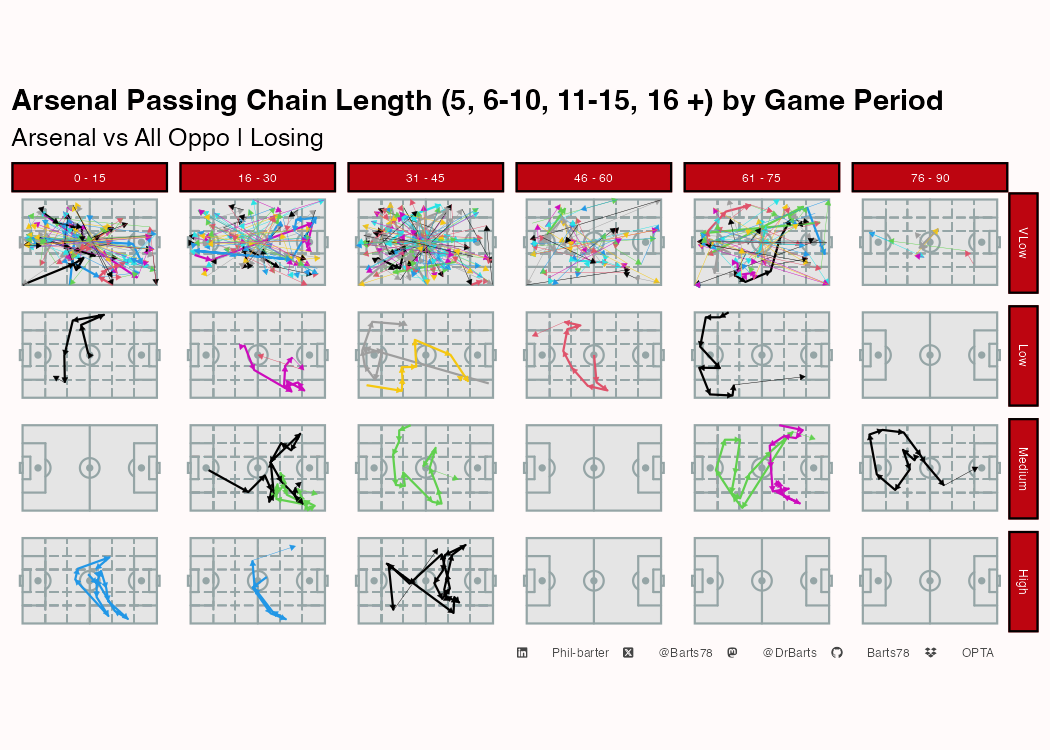 Arsenal Passing Chain Length (5, 6-10, 11-15, 16 +) by Game Period
Arsenal vs All Oppo | Losing
0 - 15 16 - 30 31 - 45 46 - 60 61 - 75 76 - 90
VLow
Low
Medium
High
Phil-barter @Barts78 @DrBarts Barts78 OPTA